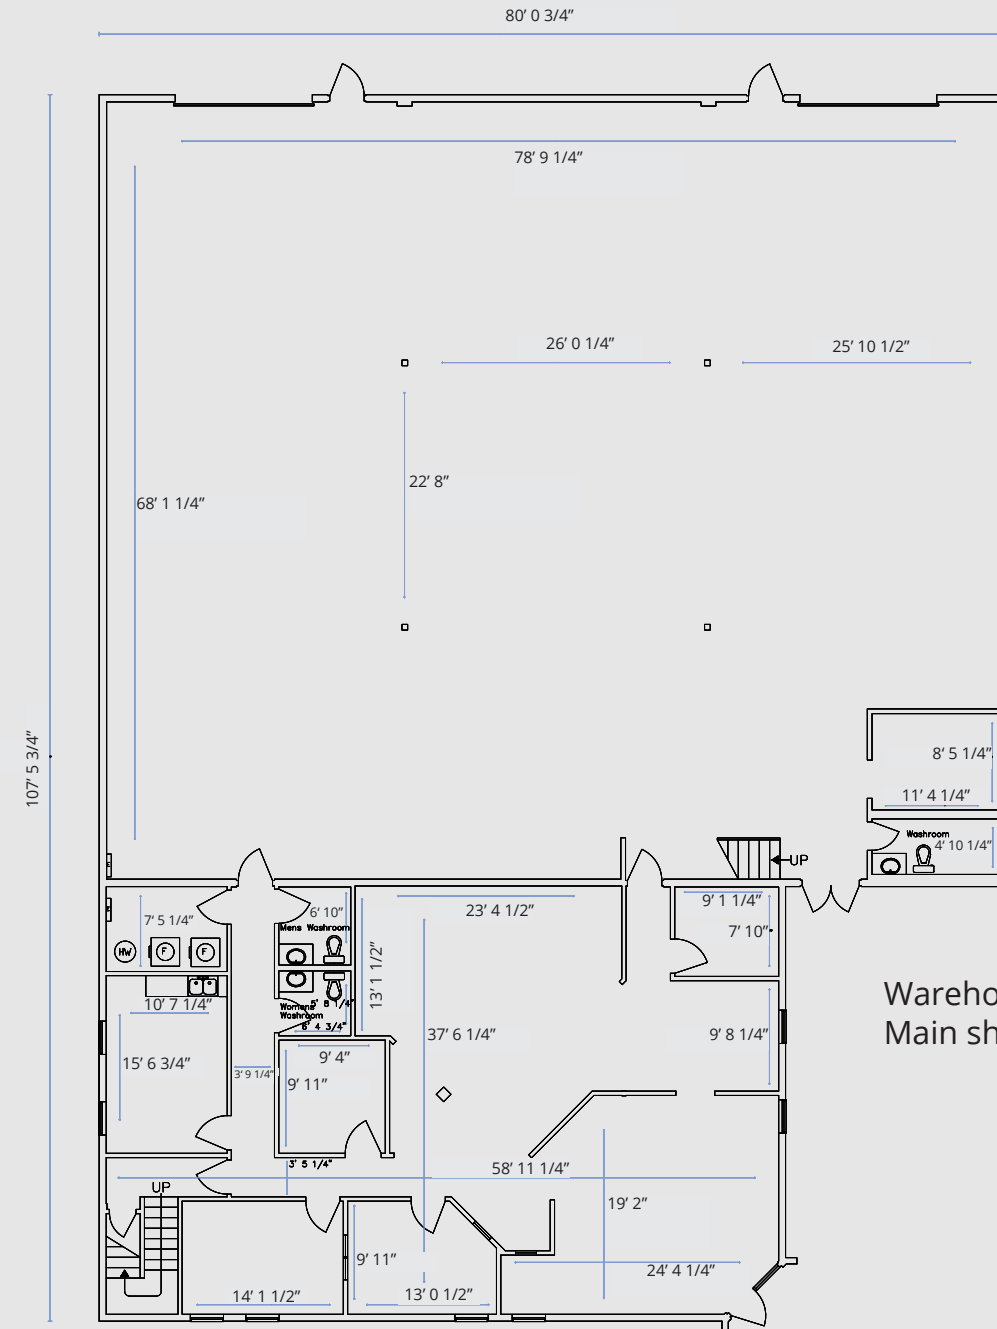 80' 0 3/4"
78' 9 1/4"
26' 0 1/4"
25' 10 1/2"
22' 8"
68' 1 1/4"
107' 5 3/4"
8' 5 1/4"
11' 4 1/4"
Washroom
4' 10 1/4"
UP
9' 1 1/4"
23' 4 1/2"
6' 10"
7' 5 1/4"
Mens Washroom
7' 10"
HW
F
F
13' 1 1/2"
Wareho
Main sh
10' 7 1/4"
5' 8 1/4"
Womens
Washroom
6' 4 3/4"
37' 6 1/4"
9' 8 1/4"
15' 6 3/4"
3' 9 1/4"
9' 4"
9' 11"
3' 5 1/4"
58' 11 1/4"
UP
19' 2"
9' 11"
24' 4 1/4"
14' 1 1/2"
13' 0 1/2"